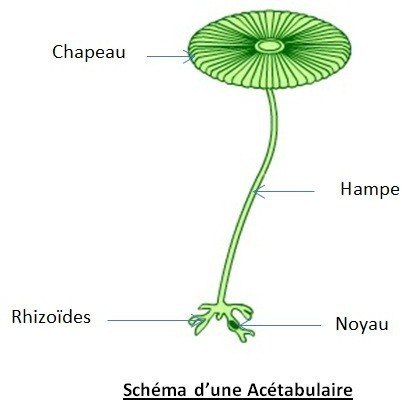 Chapeau
Hampe
Rhizoïdes
Noyau
Schéma d’une Acétabulaire